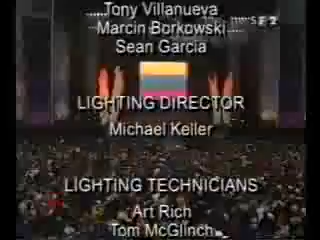 Tony Villanueva
Marcin Borkowski
Sean Garcia
LIGHTING DIRECTOR
Michael Keller
LIGHTING TECHNICIANS
Art Rich
Tom McGlinch